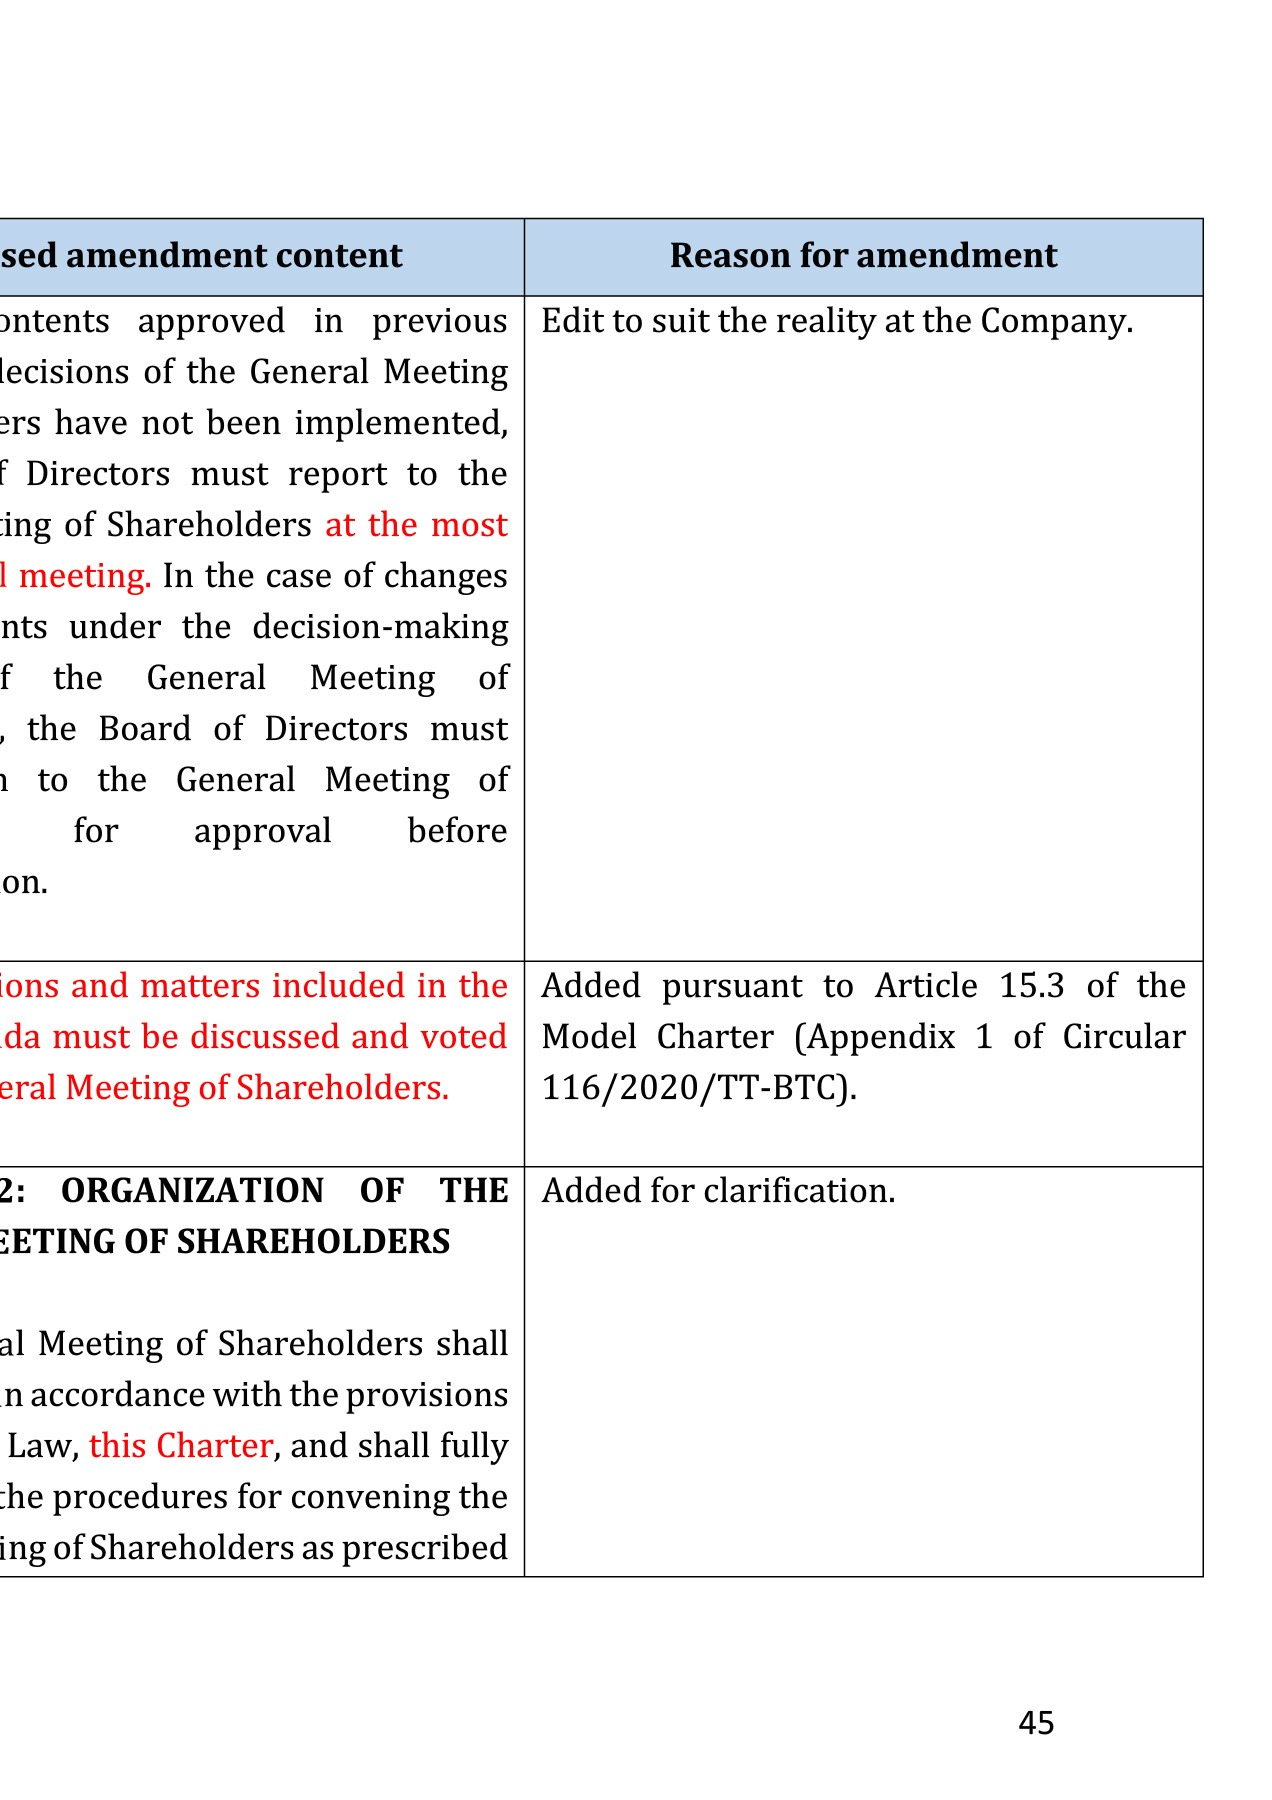 sed amendment content
Reason for amendment
ontents approved in previous
decisions of the General Meeting
ers have not been implemented,
f Directors must report to the
ting of Shareholders at the most
l meeting. In the case of changes
nts under the decision-making
f the General Meeting of
, the Board of Directors must
n to the General Meeting of
for approval before
ion.
Edit to suit the reality at the Company.
ions and matters included in the
da must be discussed and voted
eral Meeting of Shareholders.
Added pursuant to Article 15.3 of the
Model Charter (Appendix 1 of Circular
116/2020/TT-BTC).
2: ORGANIZATION OF THE
EETING OF SHAREHOLDERS
al Meeting of Shareholders shall
in accordance with the provisions
Law, this Charter, and shall fully
the procedures for convening the
ing of Shareholders as prescribed
Added for clarification.
45